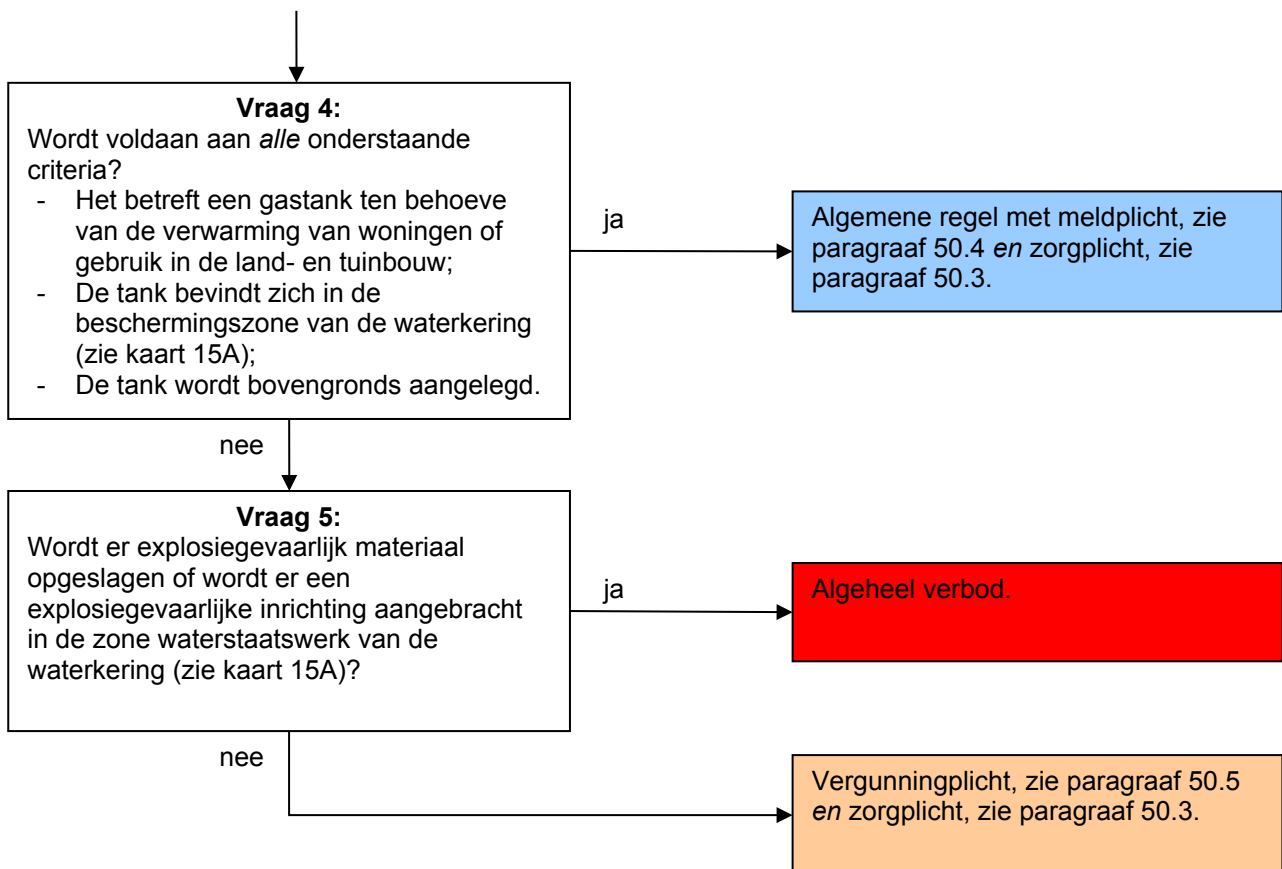 Vraag 4:
Wordt voldaan aan alle onderstaande
criteria?
- Het betreft een gastank ten behoeve
van de verwarming van woningen of
gebruik in de land- en tuinbouw;
- De tank bevindt zich in de
beschermingszone van de waterkering
(zie kaart 15A);
- De tank wordt bovengronds aangelegd.
ja
Algemene regel met meldplicht, zie
paragraaf 50.4 en zorgplicht, zie
paragraaf 50.3.
nee
Vraag 5:
Wordt er explosiegevaarlijk materiaal
opgeslagen of wordt er een
explosiegevaarlijke inrichting aangebracht
in de zone waterstaatswerk van de
waterkering (zie kaart 15A)?
ja
Algeheel verbod.
nee
Vergunningplicht, zie paragraaf 50.5
en zorgplicht, zie paragraaf 50.3.